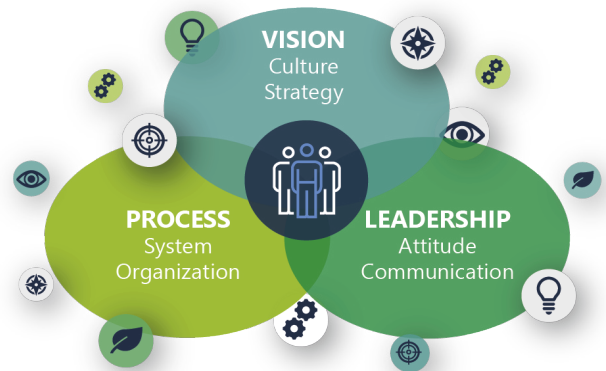 VISION
Culture
Strategy
PROCESS
System
Organization
LEADERSHIP
Attitude
Communication